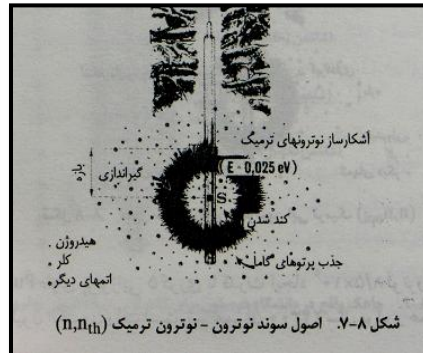 آشکارساز نوترونهای ترمیک
(E - 0,025 eV)
بازه
گیراندازی
S
کند شدن
جذب پرتوهای گاما
هیدروژن .
کلر .
اتمهای دیگر •
شکل ۸-۷. اصول سوند نوترون - نوترون ترمیک (n,nth)